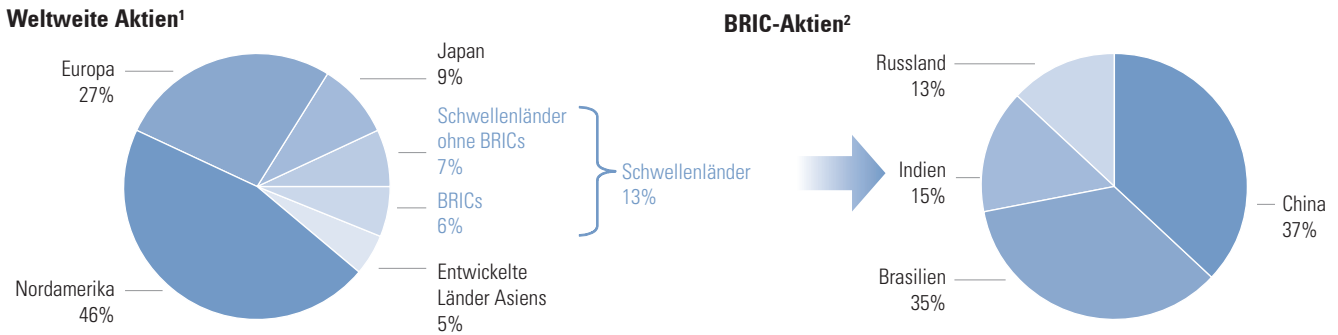 Weltweite Aktien¹
Europa
27%
Japan
9%
Schwellenländer
ohne BRICs
7%
BRICs
6%
Schwellenländer
13%
Entwickelte
Länder Asiens
5%
Nordamerika
46%
BRIC-Aktien²
Russland
13%
Indien
15%
Brasilien
35%
China
37%